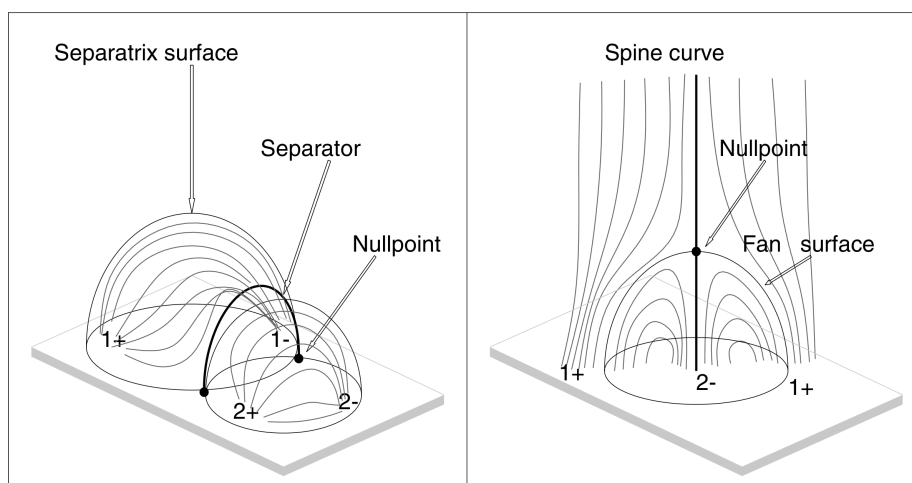 Separatrix surface
Separator
Nullpoint
1+
1-
2+
2-
Spine curve
Nullpoint
Fan surface
1+
2-
1+